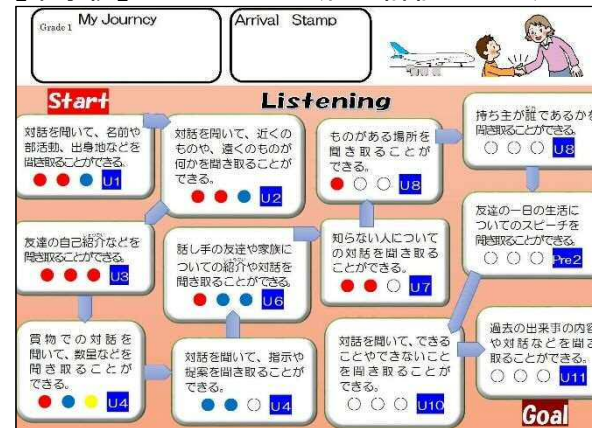 Grade 1 My Journey
Arrival Stamp
Start
Listening
対話を聞いて、名前や
部活動、出身地などを
聞き取ることができる。
U1
対話を聞いて、近くの
ものや、遠くのものが
何かを聞き取ることが
できる。
U2
友達の自己紹介などを
聞き取ることができる。
U3
買物での対話を
聞いて、数量などを
聞き取ることが
できる。
U4
対話を聞いて、指示や
提案を聞き取ることが
できる。
U4
話し手の友達や家族に
ついての紹介や対話を
聞き取ることができる。
U6
知らない人について
の対話を聞き取る
ことができる。
U7
ものがある場所を
聞き取ることが
できる。
U8
持ち主が誰であるかを
聞き取ることができる。
U8
友達の一日の生活に
ついてのスピーチを
聞き取ることができる。
Pre2
対話を聞いて、できる
ことやできないこと
を聞き取ることが
できる。
U10
過去の出来事の内容
や対話などを聞き
取ることができる。
U11
Goal